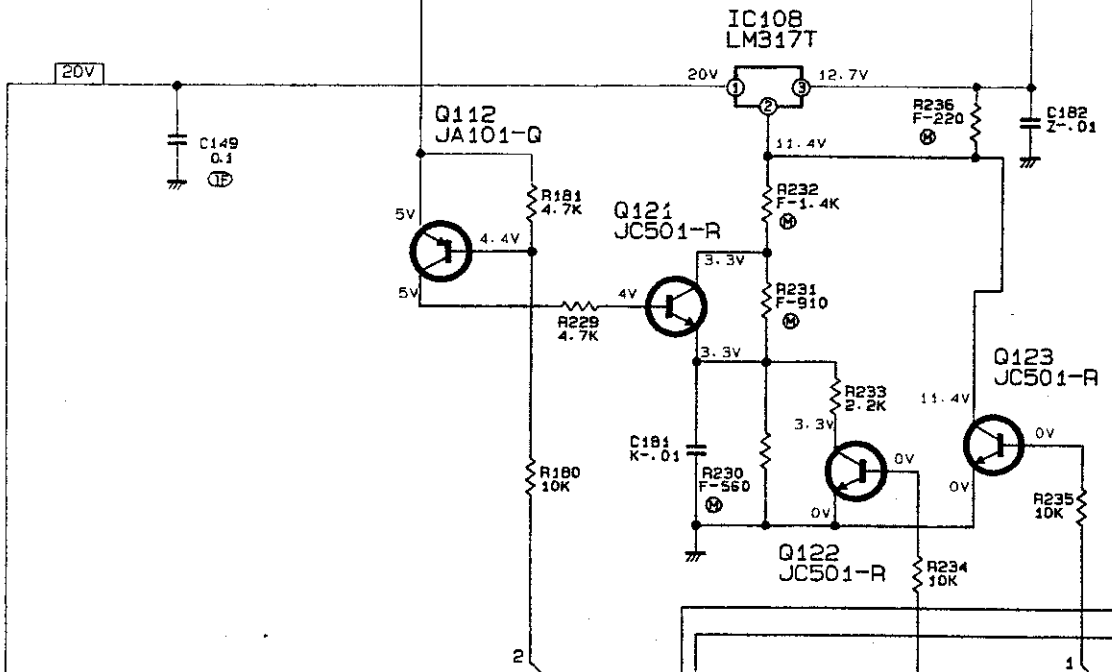 IC108
LM317T
20V
20V
1
3
12.7V
2
Q112
JA101-Q
R236
F-220
M
C182
Z-.01
C149
0.1
TF
11.4V
R181
4.7K
R232
F-1.4K
M
5V
4.4V
Q121
JC501-R
3.3V
5V
4V
R231
F-910
M
R229
4.7K
3.3V
Q123
JC501-R
R233
2.2K
11.4V
3.3V
C181
K-.01
0V
0V
R180
10K
R230
F-560
M
0V
0V
R235
10K
Q122
JC501-R
R234
10K
2
1